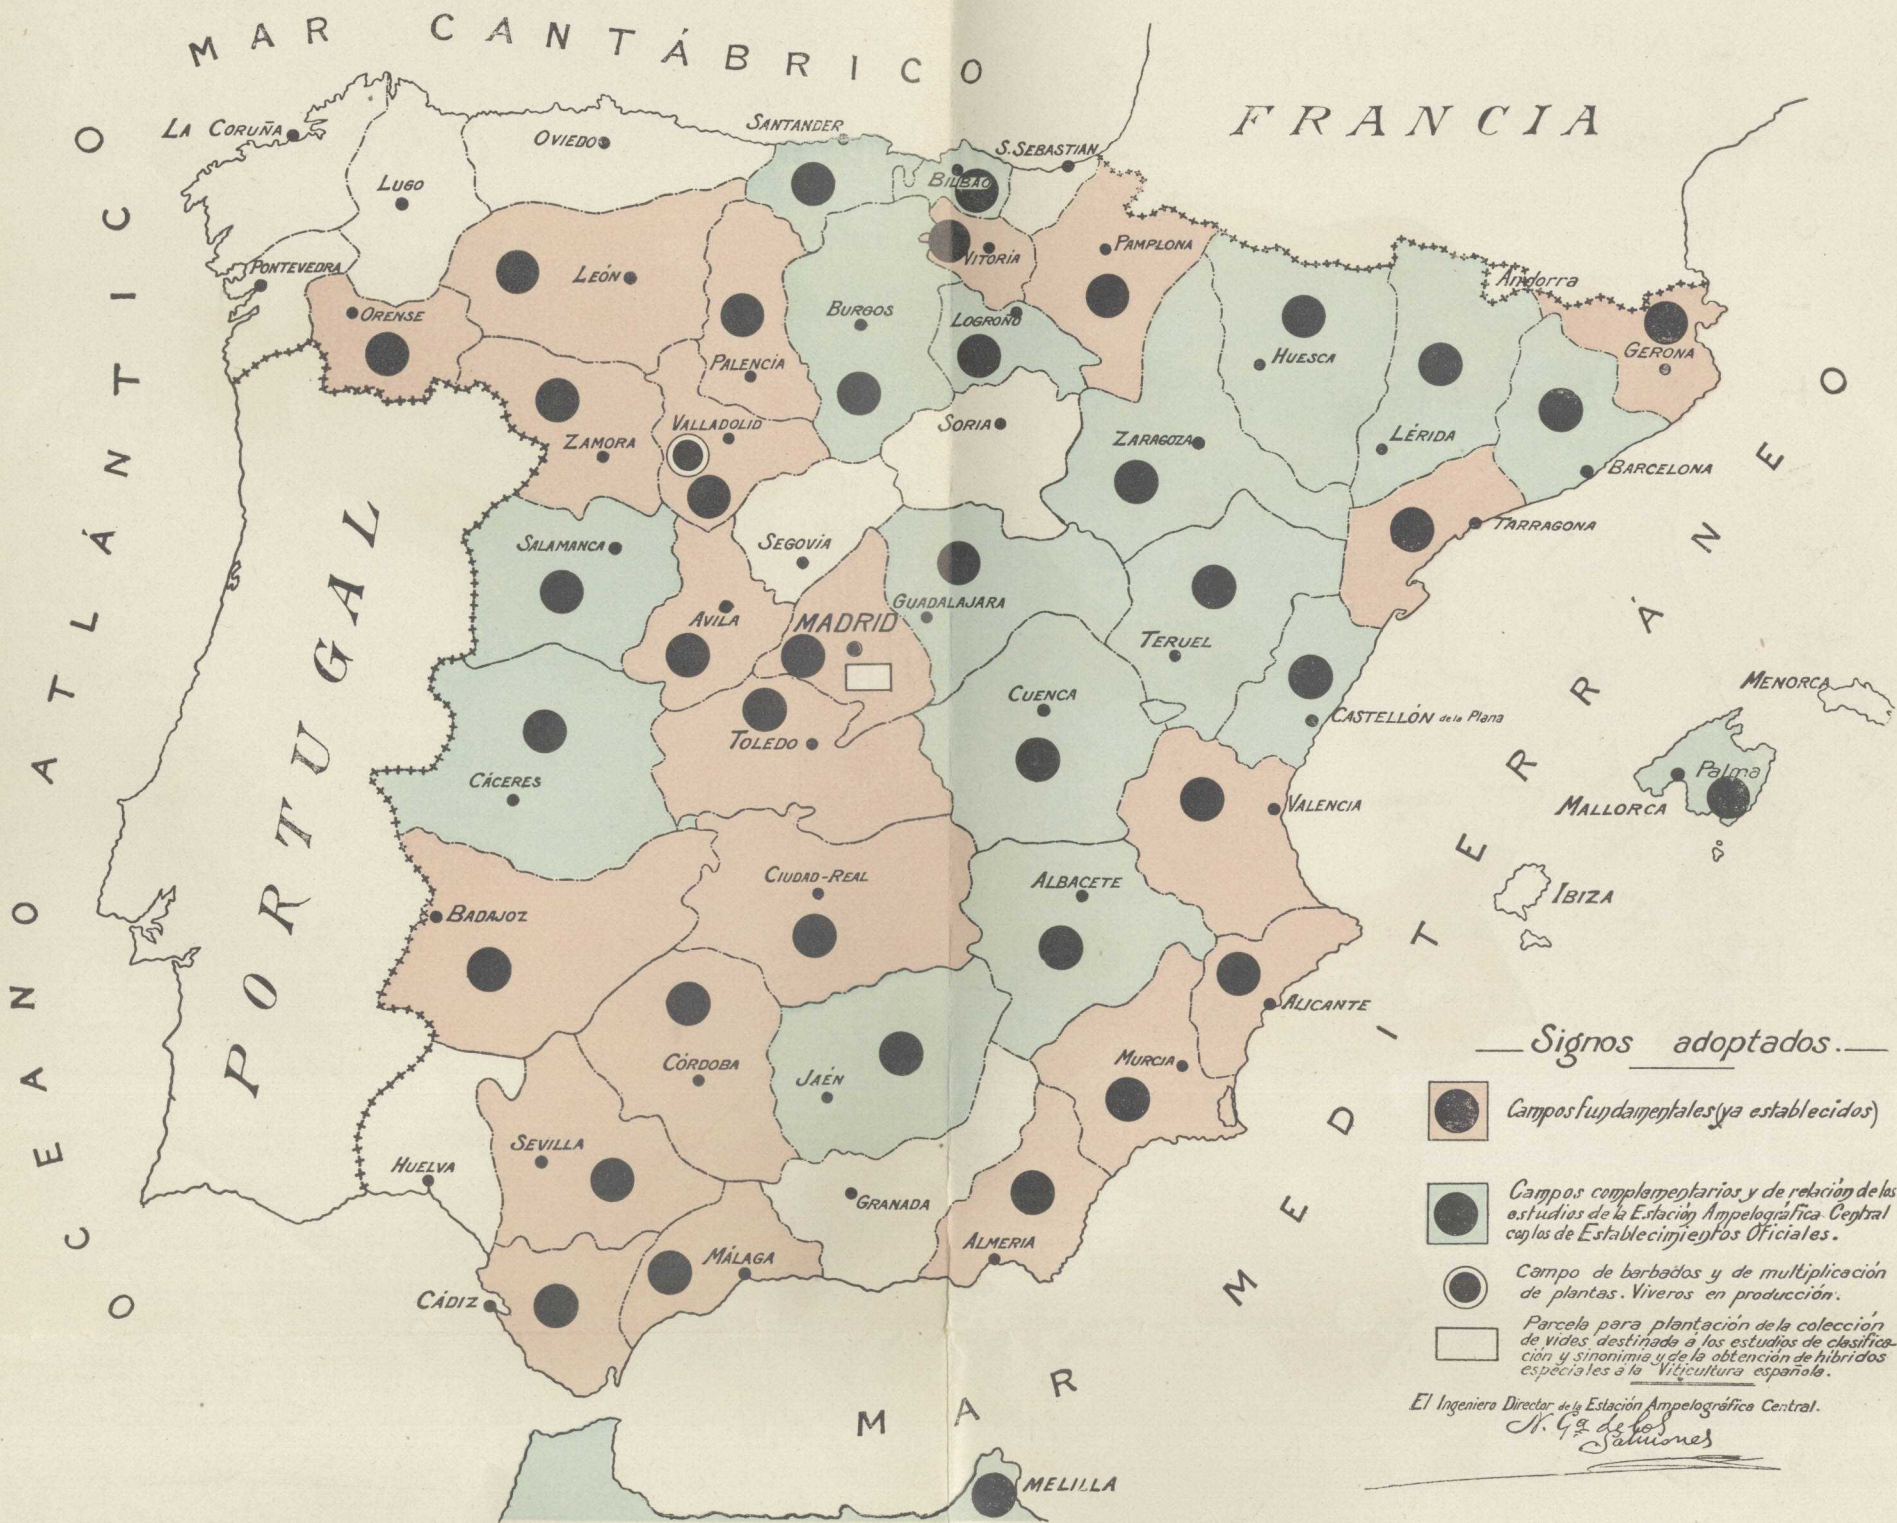 MAR CANTÁBRICO
FRANCIA
OCEANO ATLÁNTICO
PORTUGAL
MAR MEDITERRÁNEO
LA CORUÑA
LUGO
OVIEDO
SANTANDER
BILBAO
S. SEBASTIAN
PONTEVEDRA
ORENSE
LEÓN
PALENCIA
BURGOS
VITORIA
PAMPLONA
LOGROÑO
HUESCA
Andorra
GERONA
ZAMORA
VALLADOLID
SORIA
ZARAGOZA
LÉRIDA
BARCELONA
TARRAGONA
SALAMANCA
SEGOVIA
AVILA
MADRID
GUADALAJARA
TERUEL
CUENCA
CASTELLÓN de la Plana
MENORCA
Palma
MALLORCA
IBIZA
CÁCERES
TOLEDO
VALENCIA
BADAJOZ
CIUDAD-REAL
ALBACETE
ALICANTE
CÓRDOBA
JAÉN
MURCIA
SEVILLA
HUELVA
GRANADA
ALMERIA
MÁLAGA
CÁDIZ
MELILLA
Signos adoptados.
Campos fundamentales (ya establecidos)
Campos complementarios y de relación de los
estudios de la Estación Ampelográfica Central
con los de Establecimientos Oficiales.
Campo de barbados y de multiplicación
de plantas. Viveros en producción.
Parcela para plantación de la colección
de vides destinada á los estudios de clasifica-
ción y sinonimia y de la obtención de híbridos
especiales á la Viticultura española.
El Ingeniero Director de la Estación Ampelográfica Central.
N. Gª de los
Salmones